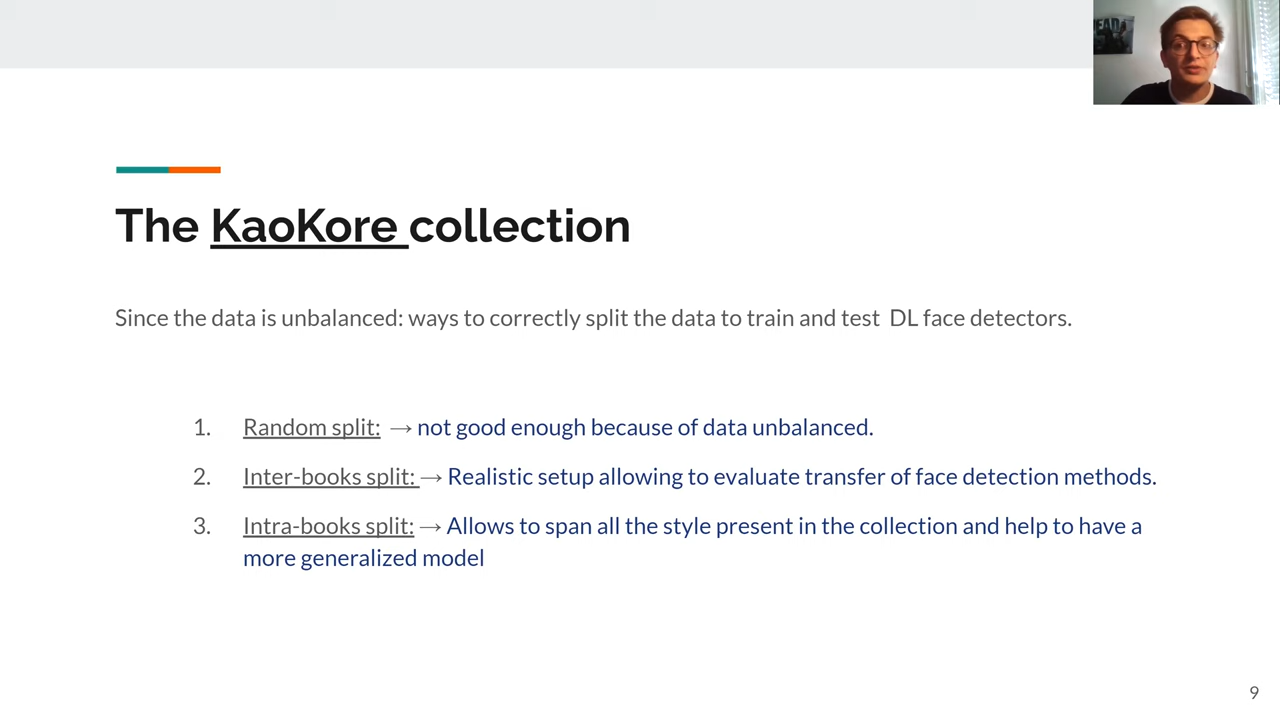 The KaoKore collection
Since the data is unbalanced: ways to correctly split the data to train and test DL face detectors.
1. Random split: → not good enough because of data unbalanced.
2. Inter-books split: → Realistic setup allowing to evaluate transfer of face detection methods.
3. Intra-books split: → Allows to span all the style present in the collection and help to have a
more generalized model
9